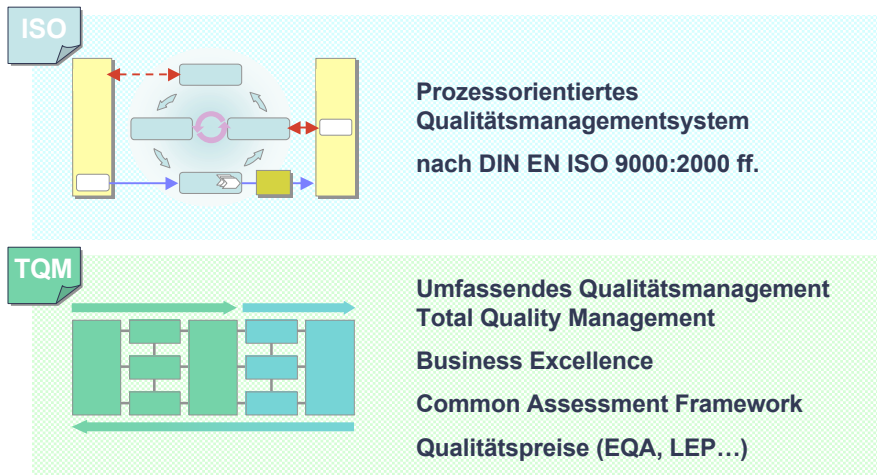 ISO
Prozessorientiertes
Qualitätsmanagementsystem
nach DIN EN ISO 9000:2000 ff.
TQM
Umfassendes Qualitätsmanagement
Total Quality Management
Business Excellence
Common Assessment Framework
Qualitätspreise (EQA, LEP…)